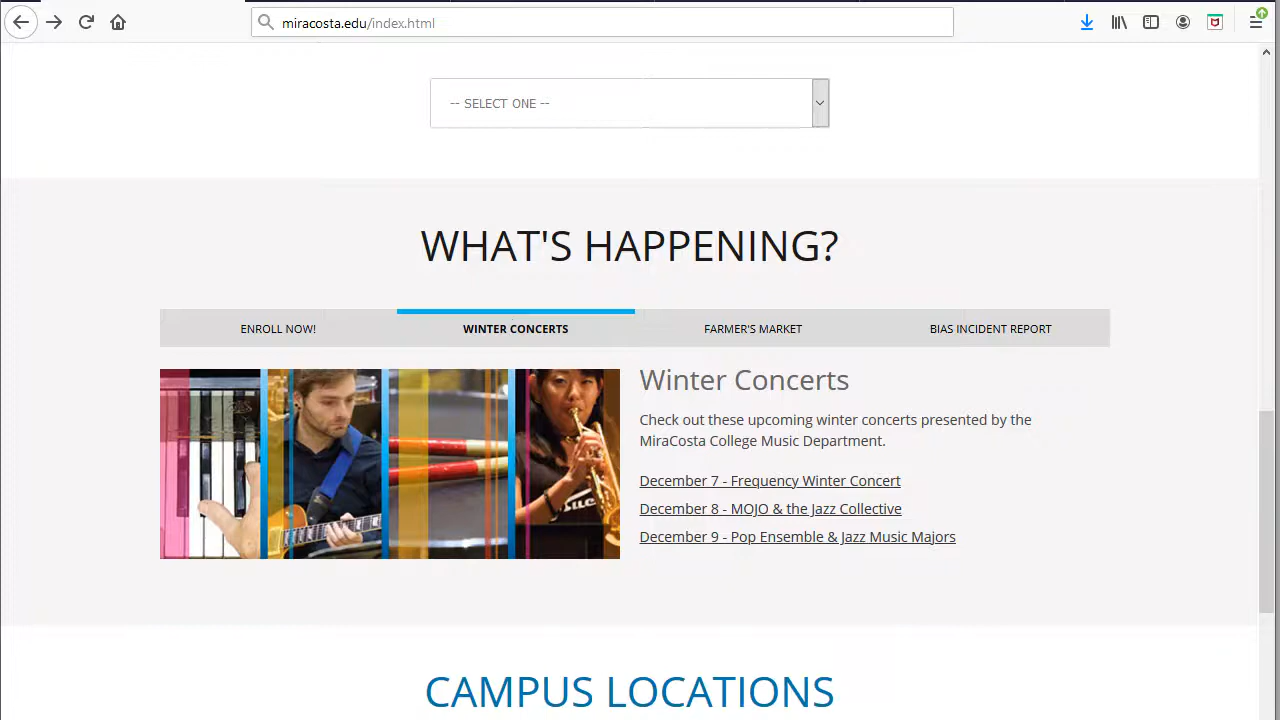 miracosta.edu/index.html
-- SELECT ONE --
WHAT'S HAPPENING?
ENROLL NOW!
WINTER CONCERTS
FARMER'S MARKET
BIAS INCIDENT REPORT
Winter Concerts
Check out these upcoming winter concerts presented by the
MiraCosta College Music Department.
December 7 - Frequency Winter Concert
December 8 - MOJO & the Jazz Collective
December 9 - Pop Ensemble & Jazz Music Majors
CAMPUS LOCATIONS